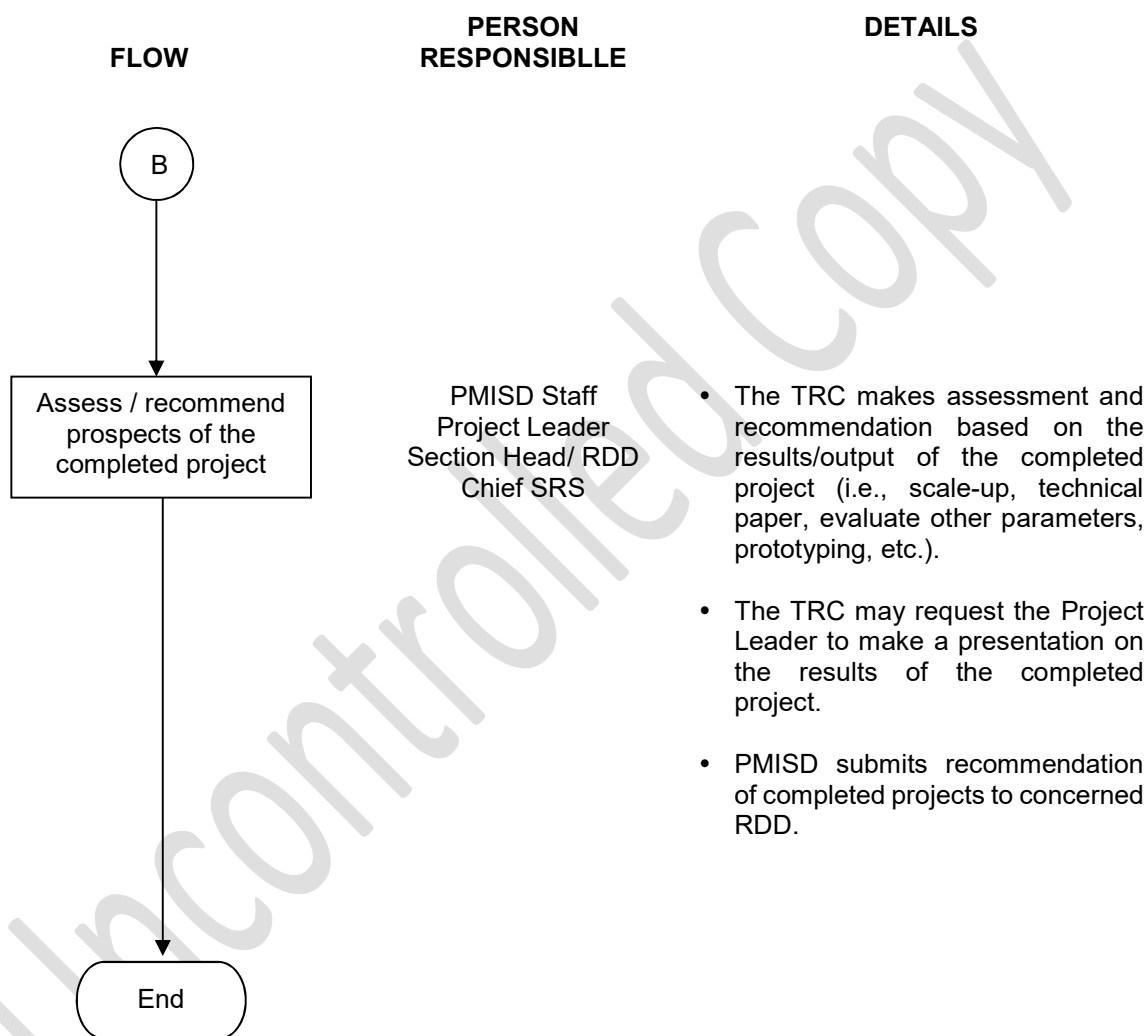 FLOW
PERSON
RESPONSIBLLE
DETAILS
B
Assess / recommend
prospects of the
completed project
PMISD Staff
Project Leader
Section Head/ RDD
Chief SRS
• The TRC makes assessment and
recommendation based on the
results/output of the completed
project (i.e., scale-up, technical
paper, evaluate other parameters,
prototyping, etc.).
• The TRC may request the Project
Leader to make a presentation on
the results of the completed
project.
• PMISD submits recommendation
of completed projects to concerned
RDD.
End
ncontrolled Copy